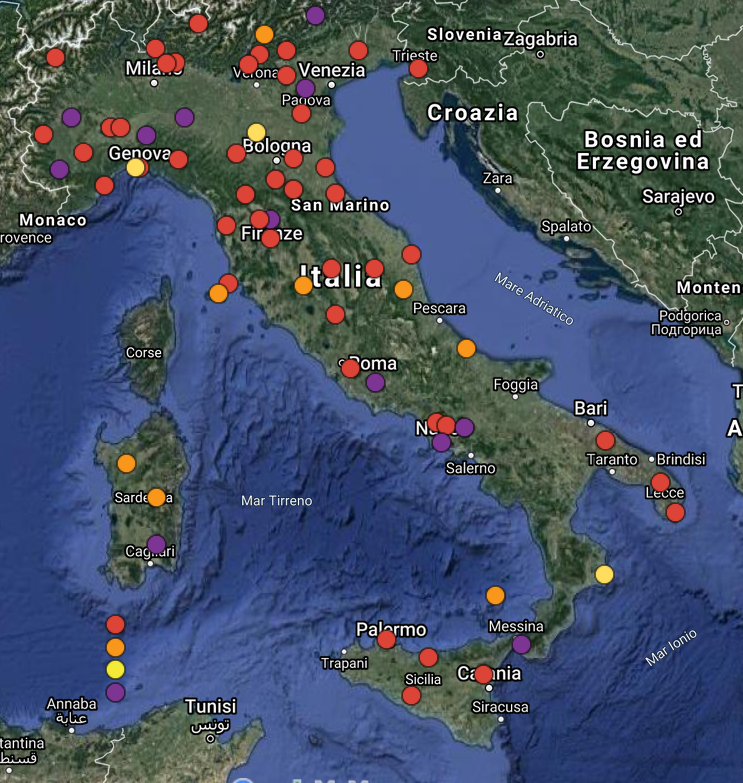 Slovenia
Zagabria
Trieste
Milano
Verona
Venezia
Padova
Croazia
Bosnia ed
Erzegovina
Genova
Bologna
Zara
Sarajevo
Monaco
rovence
San Marino
Firenze
Spalato
Italia
Mare Adriatico
Monten
Pescara
Podgorica
Подгорица
Corse
Roma
Foggia
Bari
Salerno
Taranto
Brindisi
Lecce
Sardegna
Mar Tirreno
Cagliari
Messina
Palermo
Mar Ionio
Trapani
Sicilia
Catania
Siracusa
Annaba
عنابة
Tunisi
تونس
tantina
قسنط